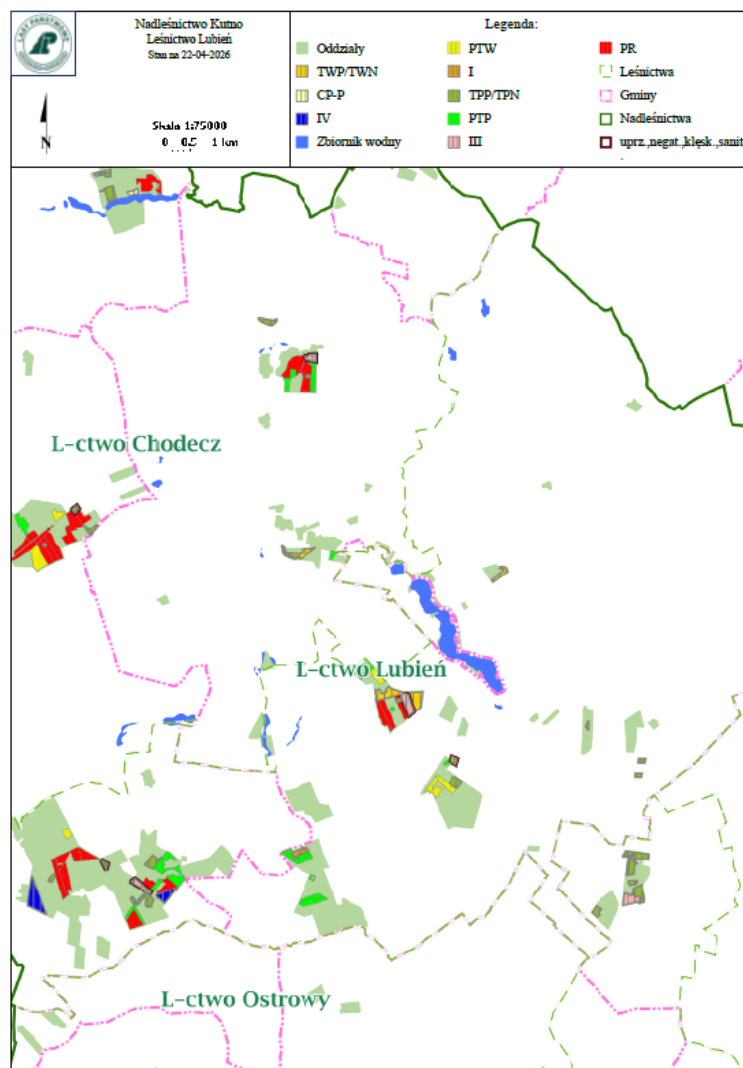 LASY PAŃSTWOWE
Nadleśnictwo Kutno
Leśnictwo Lubień
Stan na 22-04-2026
N
Skala 1:75000
0 0,5 1 km
Legenda:
Oddziały
PTW
PR
TWP/TWN
I
Leśnictwa
CP-P
TPP/TPN
Gminy
IV
PTP
Nadleśnictwa
Zbiornik wodny
III
uprz.,negat.,klęsk.,sanit
L-ctwo Chodecz
L-ctwo Lubień
L-ctwo Ostrowy